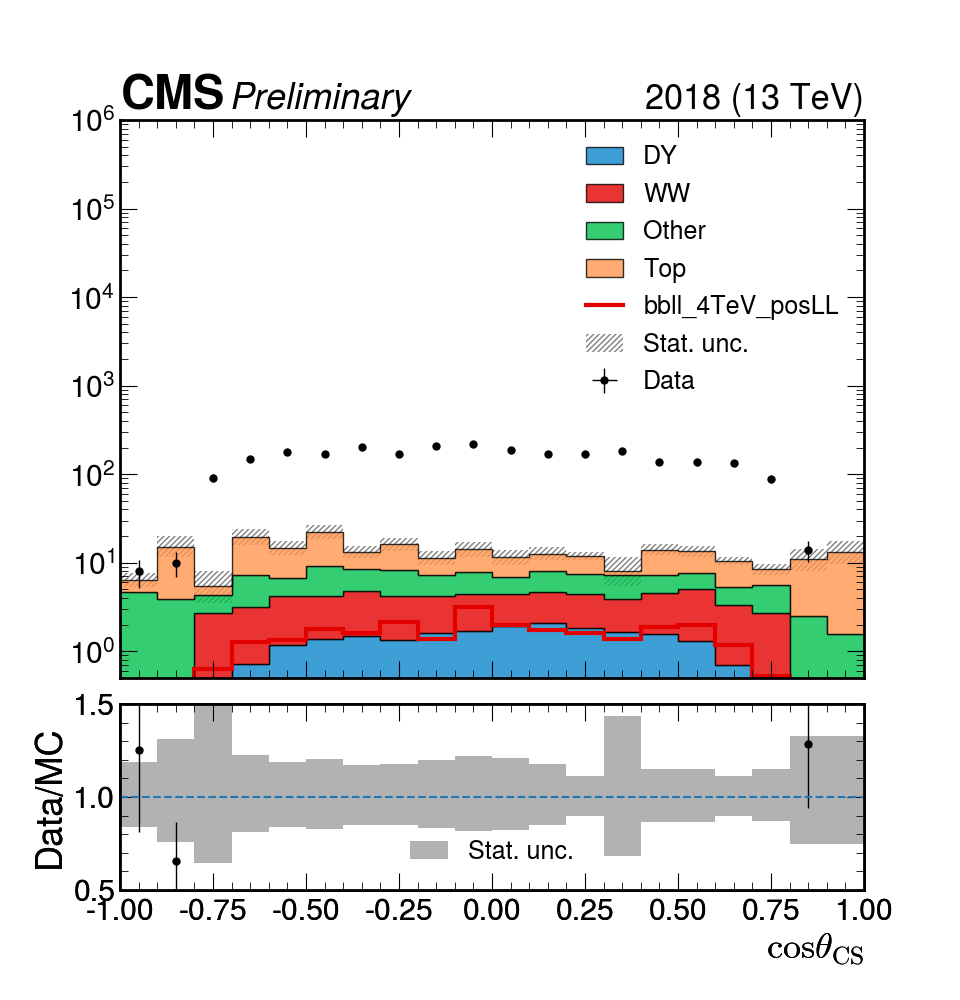 CMS Preliminary 2018 (13 TeV)
10^6
10^5
10^4
10^3
10^2
10^1
10^0
DY
WW
Other
Top
bbll_4TeV_posLL
Stat. unc.
Data
Data/MC
1.5
1.0
0.5
Stat. unc.
-1.00 -0.75 -0.50 -0.25 0.00 0.25 0.50 0.75 1.00
cosθ_CS